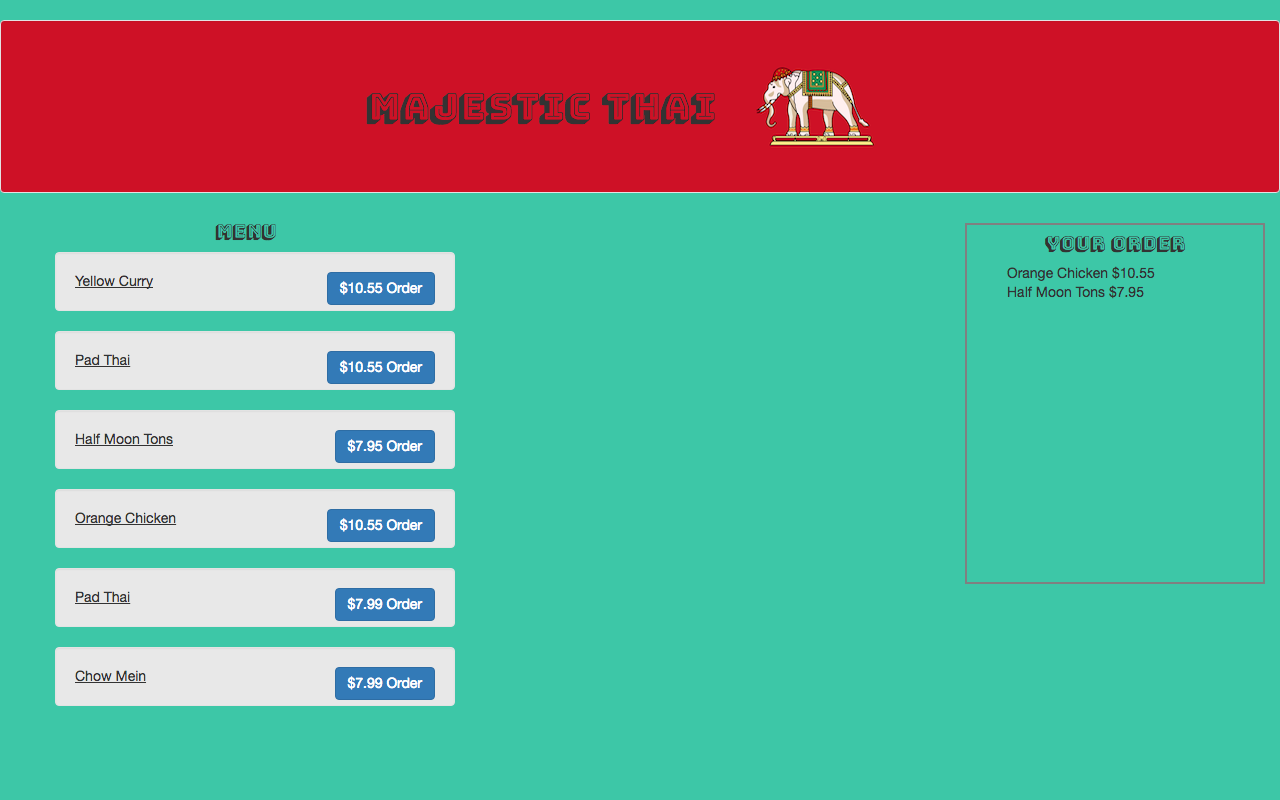 MAJESTIC THAI
MENU
Yellow Curry $10.55 Order
Pad Thai $10.55 Order
Half Moon Tons $7.95 Order
Orange Chicken $10.55 Order
Pad Thai $7.99 Order
Chow Mein $7.99 Order
YOUR ORDER
Orange Chicken $10.55
Half Moon Tons $7.95